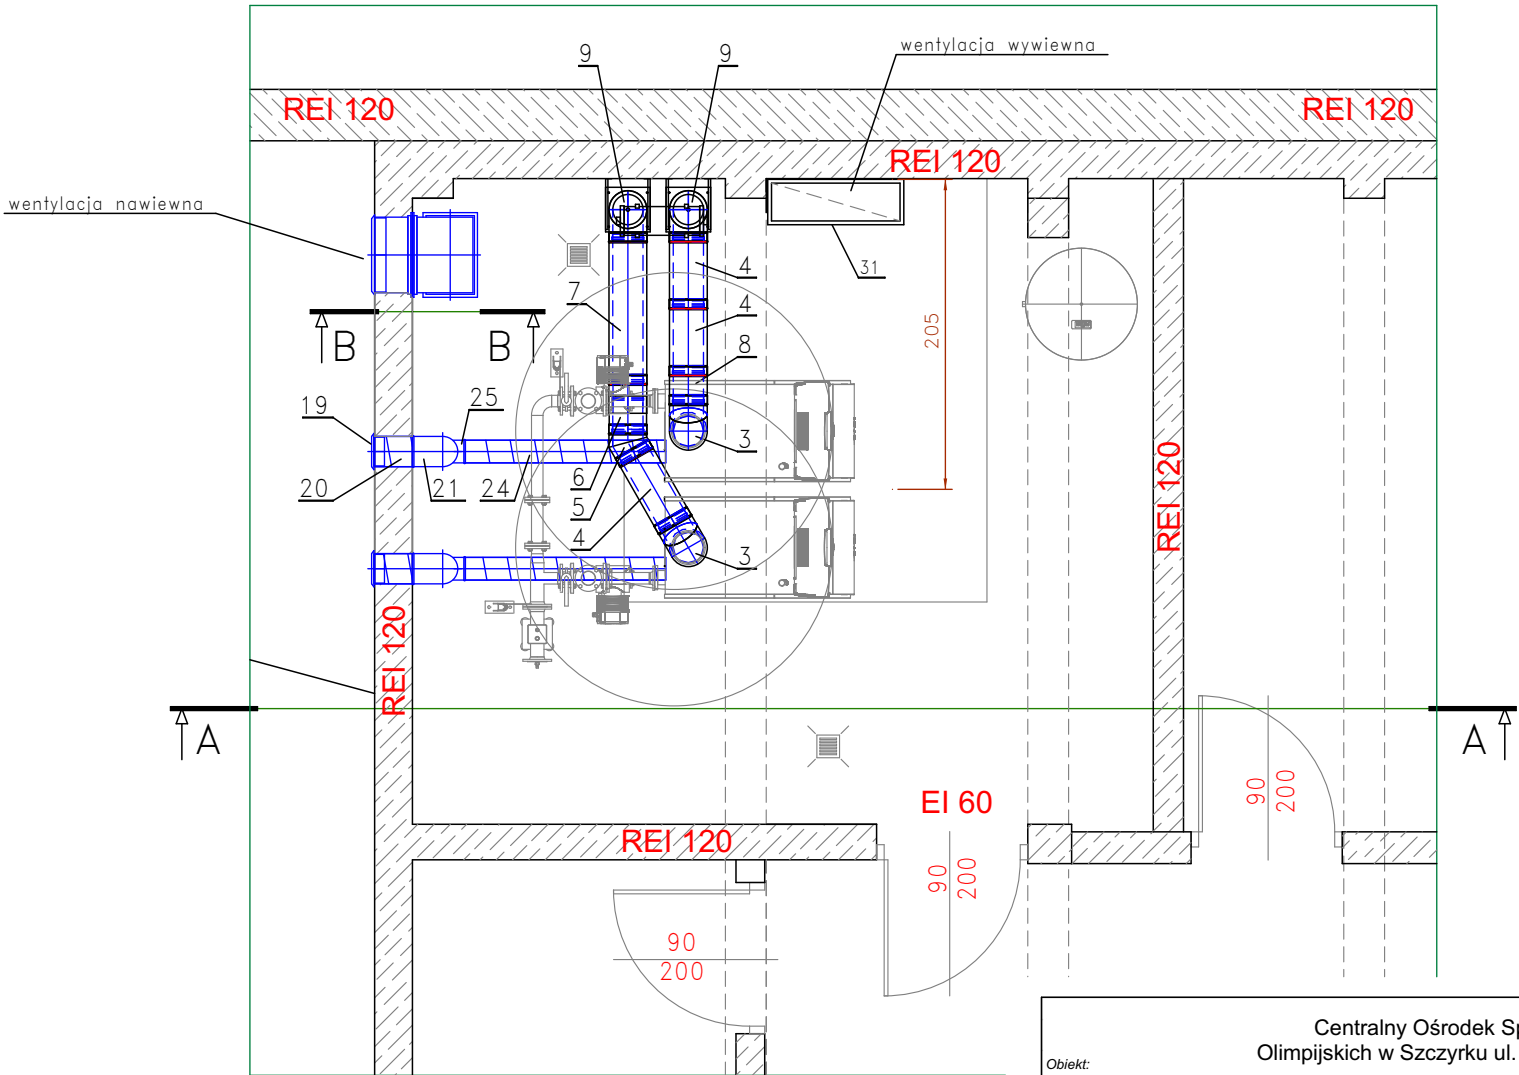 9
9
wentylacja wywiewna
REI 120
REI 120
REI 120
wentylacja nawiewna
4
31
7
4
205
B
B
8
19
25
3
20
21
24
6
5
4
3
REI 120
REI 120
A
A
EI 60
90
200
REI 120
90
200
90
200
Centralny Ośrodek Sp
Olimpijskich w Szczyrku ul.
Obiekt: